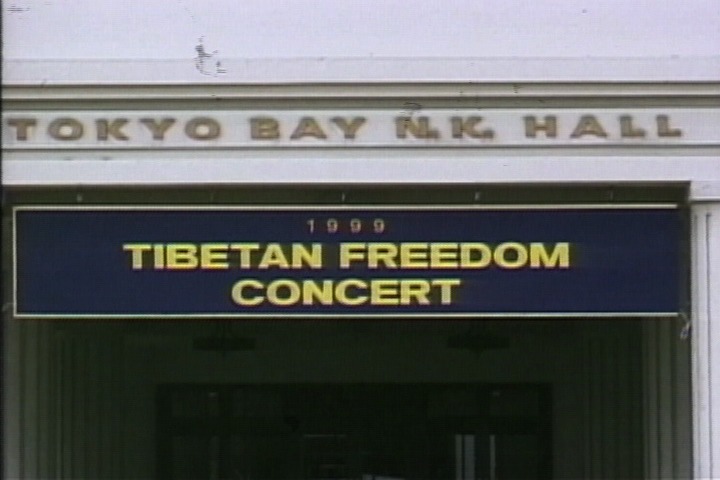 TOKYO BAY N.K. HALL
1999
TIBETAN FREEDOM
CONCERT